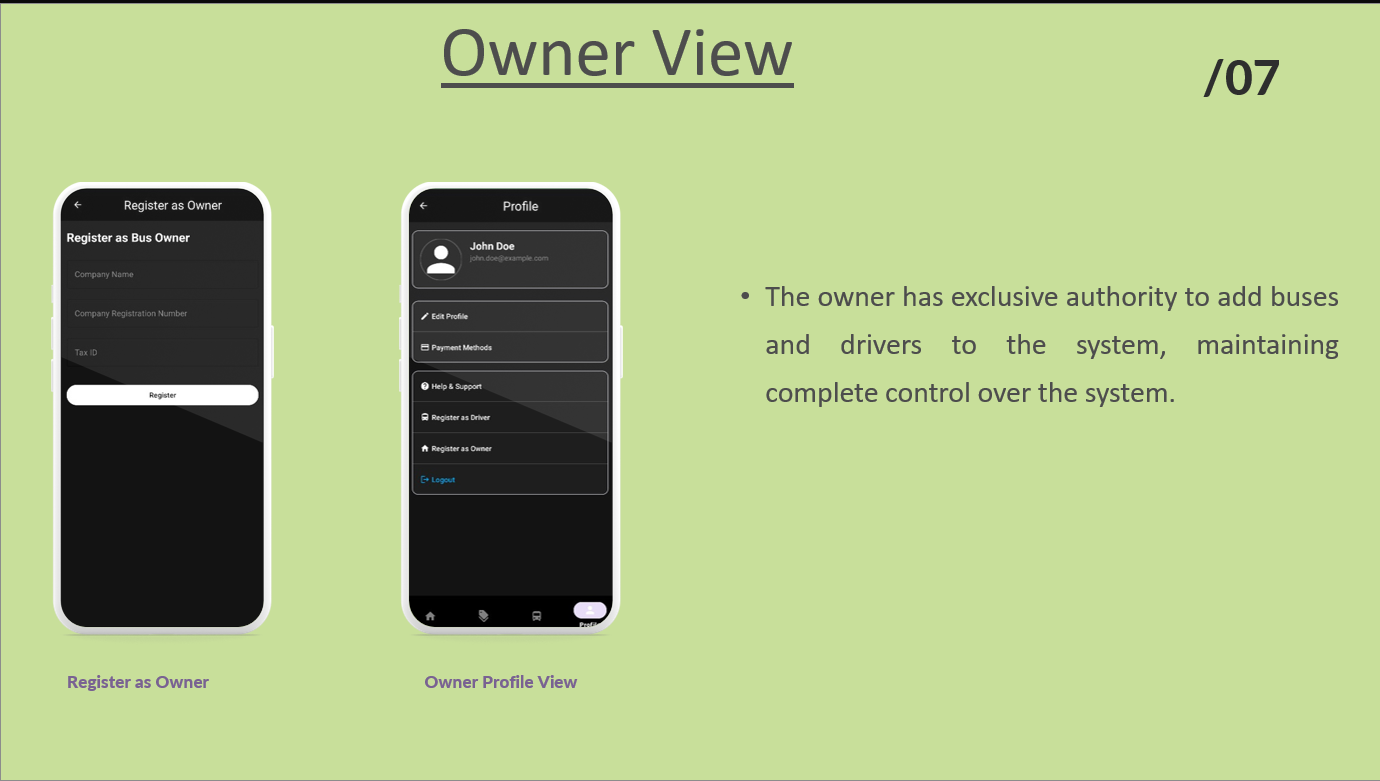 Owner View
/07
Register as Owner
Register as Bus Owner
Company Name
Company Registration Number
Tax ID
Register
Profile
John Doe
john.doe@example.com
Edit Profile
Payment Methods
Help & Support
Register as Driver
Register as Owner
Logout
Profile
• The owner has exclusive authority to add buses
and drivers to the system, maintaining
complete control over the system.
Register as Owner
Owner Profile View